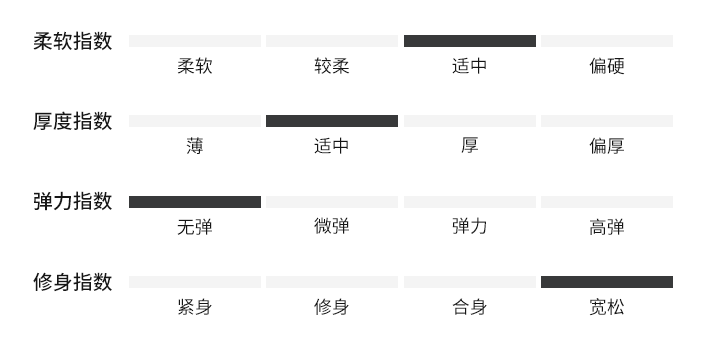 柔软指数
柔软 较柔 适中 偏硬
厚度指数
薄 适中 厚 偏厚
弹力指数
无弹 微弹 弹力 高弹
修身指数
紧身 修身 合身 宽松